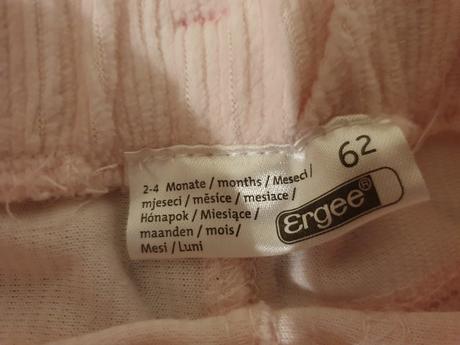 2-4 Monate / months / Meseci /
mjeseci / měsíce / mesiace /
Hónapok / Miesiące /
maanden / mois /
Mesi / Luni
62
Ergee®